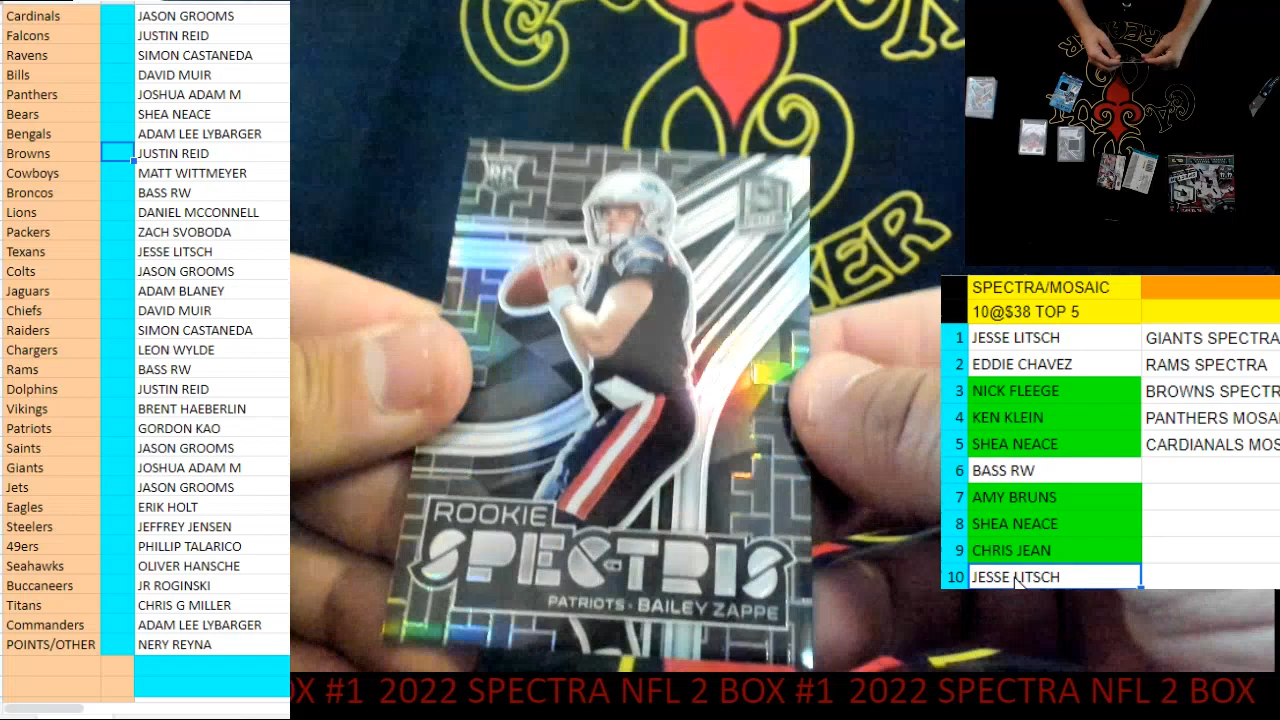 Cardinals JASON GROOMS
Falcons JUSTIN REID
Ravens SIMON CASTANEDA
Bills DAVID MUIR
Panthers JOSHUA ADAM M
Bears SHEA NEACE
Bengals ADAM LEE LYBARGER
Browns JUSTIN REID
Cowboys MATT WITTMEYER
Broncos BASS RW
Lions DANIEL MCCONNELL
Packers ZACH SVOBODA
Texans JESSE LITSCH
Colts JASON GROOMS
Jaguars ADAM BLANEY
Chiefs DAVID MUIR
Raiders SIMON CASTANEDA
Chargers LEON WYLDE
Rams BASS RW
Dolphins JUSTIN REID
Vikings BRENT HAEBERLIN
Patriots GORDON KAO
Saints JASON GROOMS
Giants JOSHUA ADAM M
Jets JASON GROOMS
Eagles ERIK HOLT
Steelers JEFFREY JENSEN
49ers PHILLIP TALARICO
Seahawks OLIVER HANSCHE
Buccaneers JR ROGINSKI
Titans CHRIS G MILLER
Commanders ADAM LEE LYBARGER
POINTS/OTHER NERY REYNA
ROOKIE
SPECTRIS
PATRIOTS - BAILEY ZAPPE
SPECTRA/MOSAIC
10@$38 TOP 5
1 JESSE LITSCH GIANTS SPECTRA
2 EDDIE CHAVEZ RAMS SPECTRA
3 NICK FLEEGE BROWNS SPECTR
4 KEN KLEIN PANTHERS MOSAI
5 SHEA NEACE CARDIANALS MOS
6 BASS RW
7 AMY BRUNS
8 SHEA NEACE
9 CHRIS JEAN
10 JESSE LITSCH
OX #1 2022 SPECTRA NFL 2 BOX #1 2022 SPECTRA NFL 2 BOX